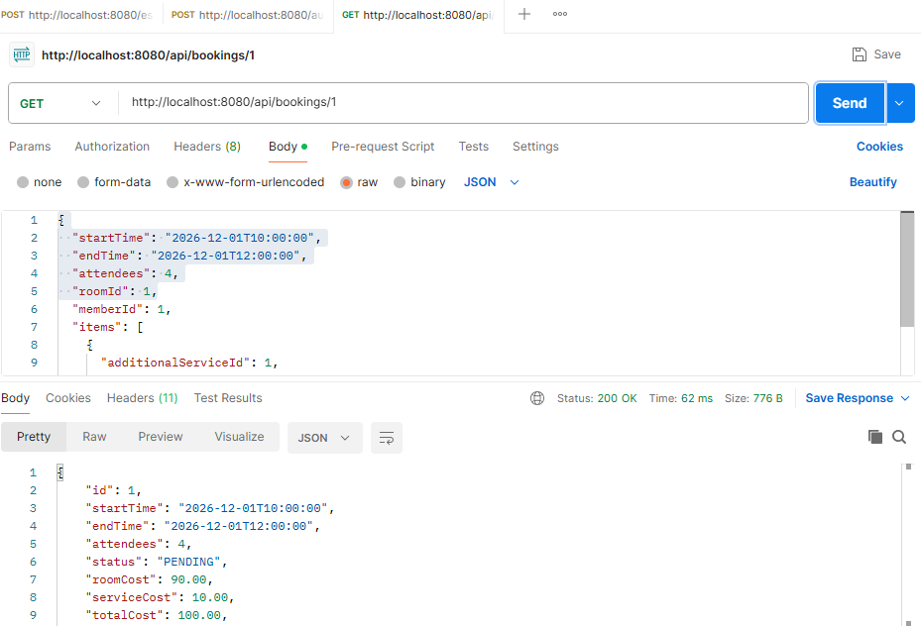 POST http://localhost:8080/es POST http://localhost:8080/au GET http://localhost:8080/api/
HTTP http://localhost:8080/api/bookings/1 Save
GET http://localhost:8080/api/bookings/1 Send
Params Authorization Headers (8) Body Pre-request Script Tests Settings Cookies
none form-data x-www-form-urlencoded raw binary JSON Beautify
1 {
2 "startTime": "2026-12-01T10:00:00",
3 "endTime": "2026-12-01T12:00:00",
4 "attendees": 4,
5 "roomId": 1,
6 "memberId": 1,
7 "items": [
8 {
9 "additionalServiceId": 1,
Body Cookies Headers (11) Test Results Status: 200 OK Time: 62 ms Size: 776 B Save Response
Pretty Raw Preview Visualize JSON
1 {
2 "id": 1,
3 "startTime": "2026-12-01T10:00:00",
4 "endTime": "2026-12-01T12:00:00",
5 "attendees": 4,
6 "status": "PENDING",
7 "roomCost": 90.00,
8 "serviceCost": 10.00,
9 "totalCost": 100.00,